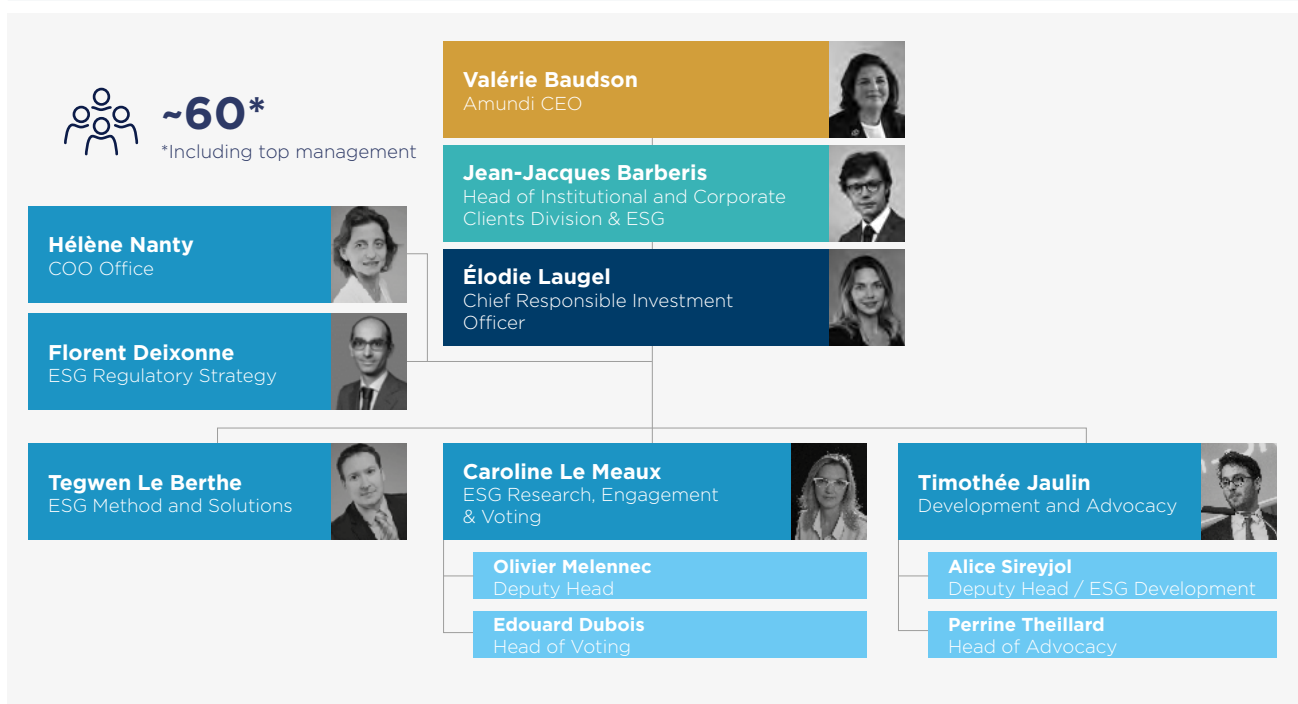 ~60*
*Including top management
Valérie Baudson
Amundi CEO
Jean-Jacques Barberis
Head of Institutional and Corporate
Clients Division & ESG
Élodie Laugel
Chief Responsible Investment
Officer
Hélène Nanty
COO Office
Florent Deixonne
ESG Regulatory Strategy
Tegwen Le Berthe
ESG Method and Solutions
Caroline Le Meaux
ESG Research, Engagement
& Voting
Olivier Melennec
Deputy Head
Edouard Dubois
Head of Voting
Timothée Jaulin
Development and Advocacy
Alice Sireyjol
Deputy Head / ESG Development
Perrine Theillard
Head of Advocacy